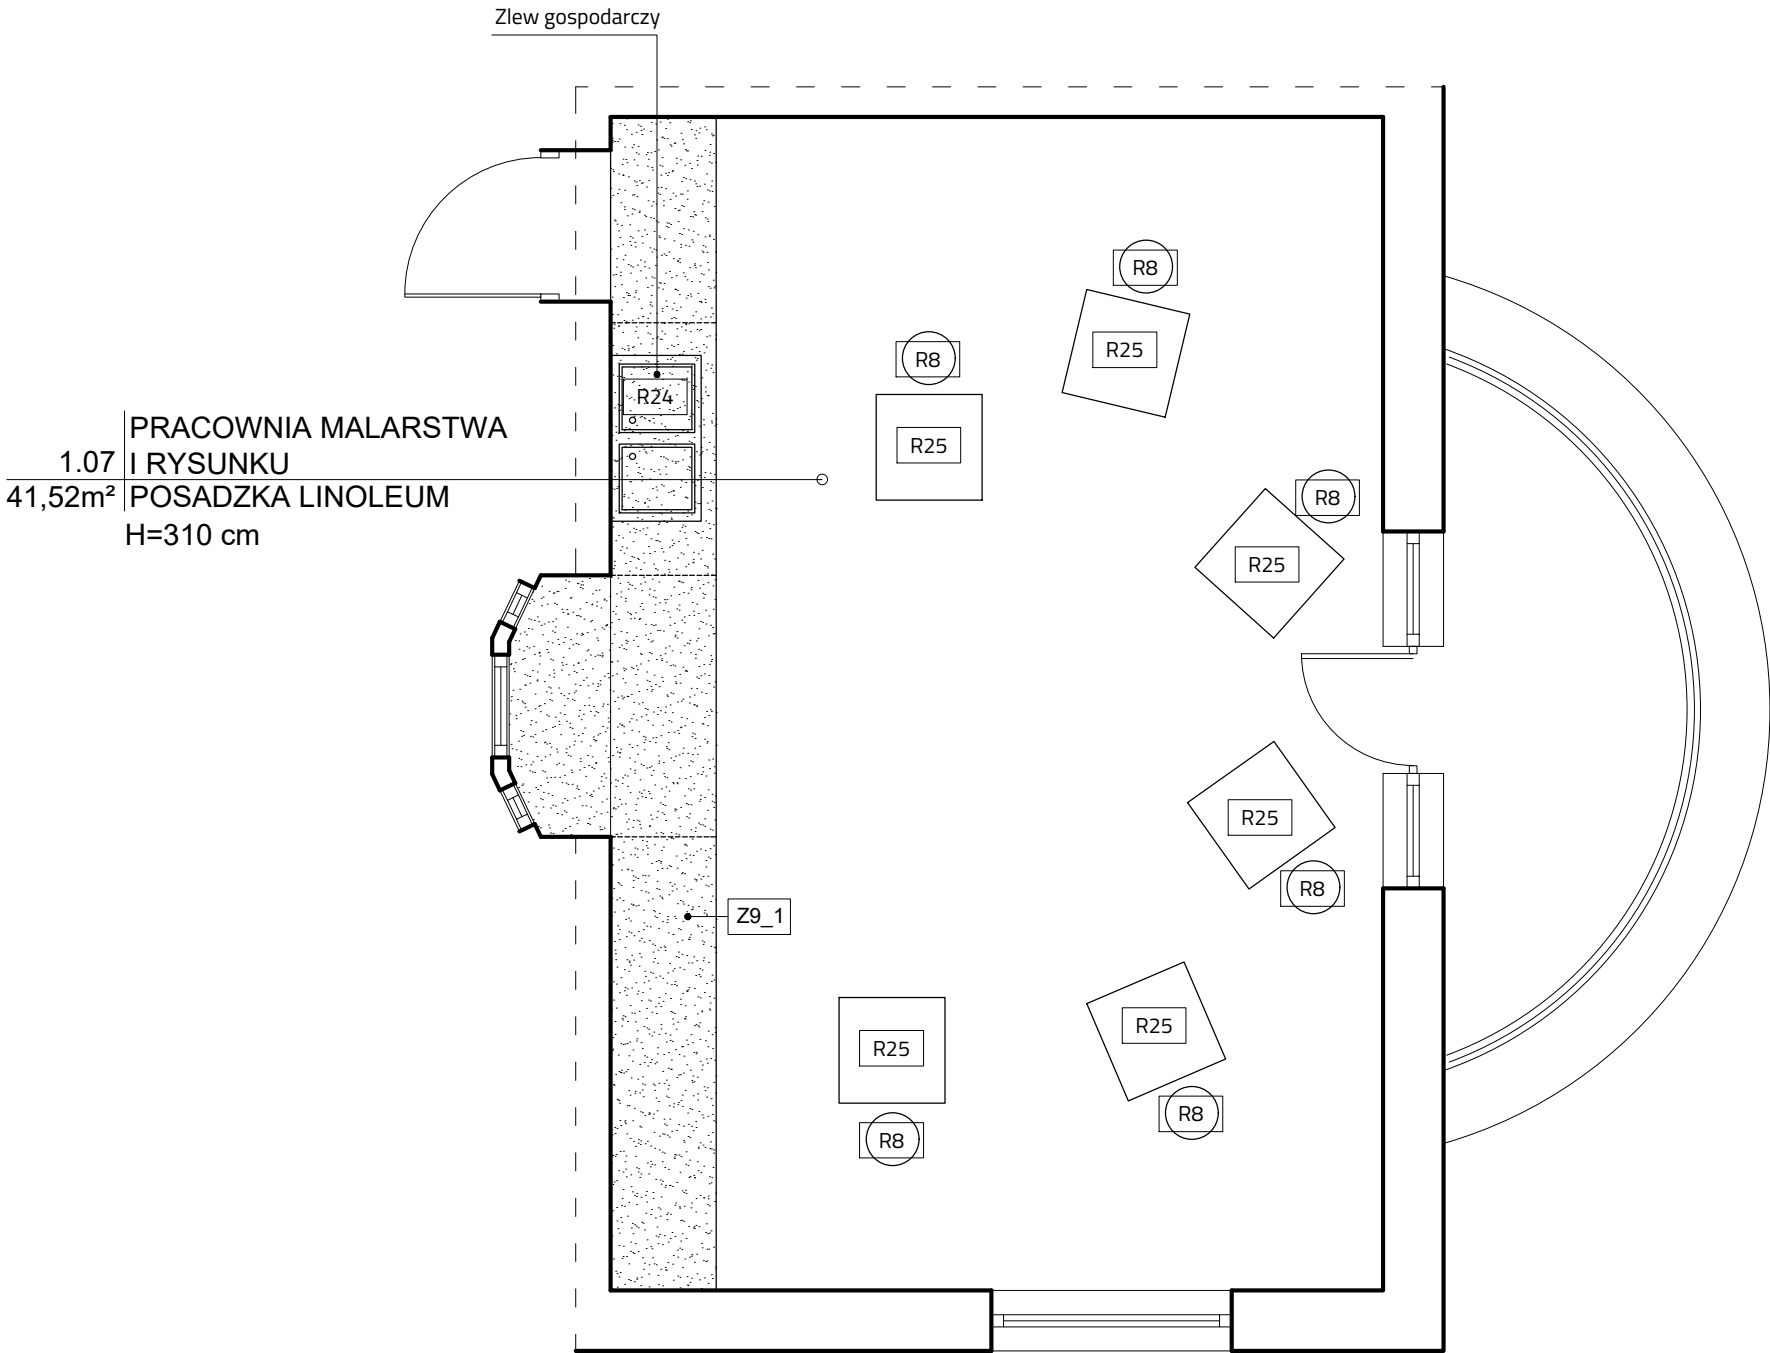 Zlew gospodarczy
R8
R25
R8
R25
R24
PRACOWNIA MALARSTWA
1.07 I RYSUNKU
41,52m² POSADZKA LINOLEUM
H=310 cm
R8
R25
R25
R8
Z9_1
R25
R25
R8
R8